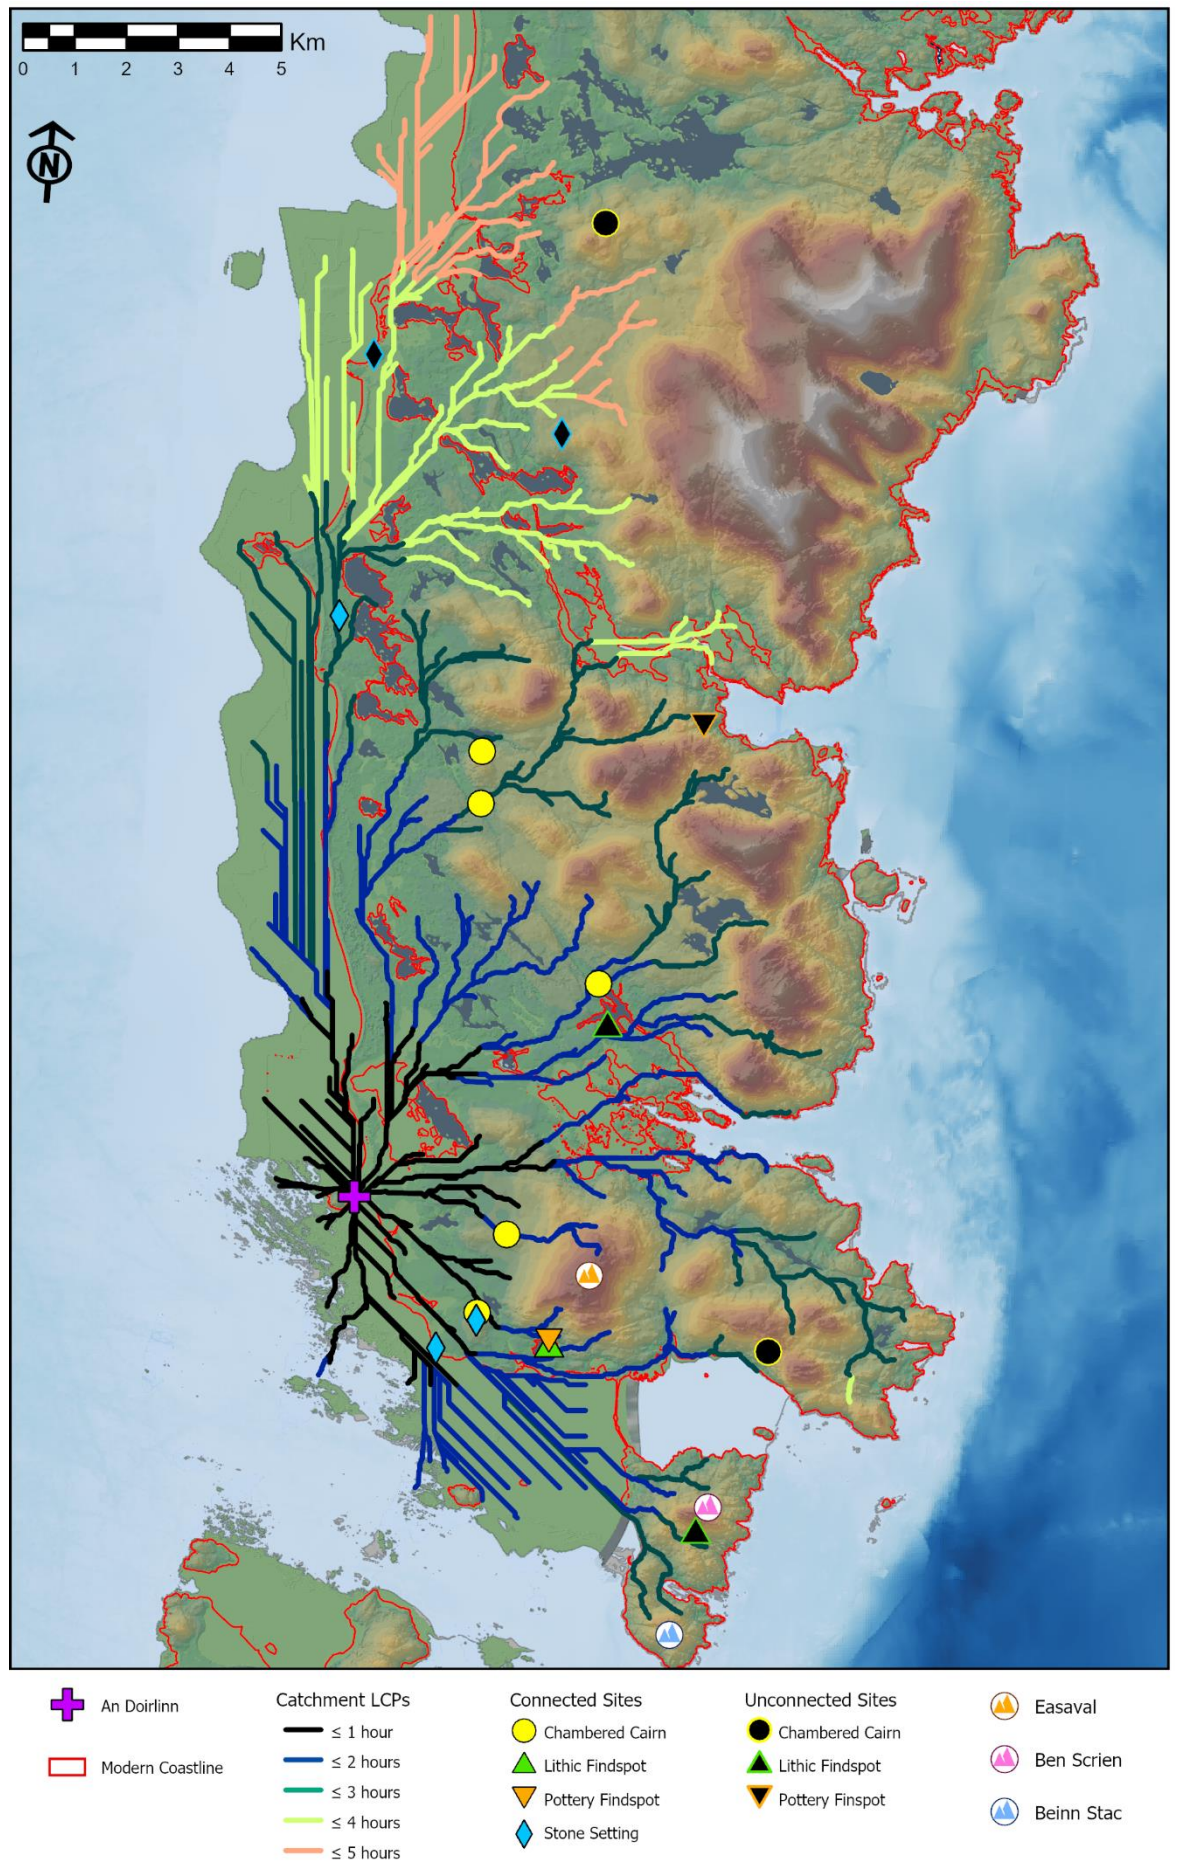 Km
0 1 2 3 4 5
N
An Doirlinn
Modern Coastline
Catchment LCPs
≤ 1 hour
≤ 2 hours
≤ 3 hours
≤ 4 hours
≤ 5 hours
Connected Sites
Chambered Cairn
Lithic Findspot
Pottery Findspot
Stone Setting
Unconnected Sites
Chambered Cairn
Lithic Findspot
Pottery Finspot
Easaval
Ben Scrien
Beinn Stac